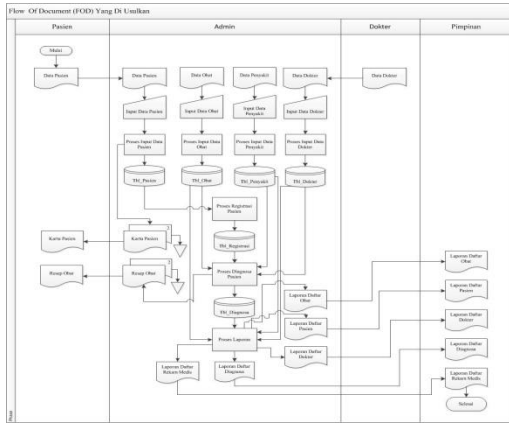 Flow Of Document (FOD) Yang Di Usulkan
Pasien
Admin
Dokter
Pimpinan
Mulai
Data Pasien
Data Pasien
Data Obat
Data Penyakit
Data Dokter
Data Dokter
Input Data Pasien
Input Data Obat
Input Data
Penyakit
Input Data Dokter
Proses Input Data
Pasien
Proses Input Data
Obat
Proses Input Data
Penyakit
Proses Input Data
Dokter
Tbl_Pasien
Tbl_Obat
Tbl_Penyakit
Tbl_Dokter
Proses Registrasi
Pasien
Tbl_Registrasi
Kartu Pasien
Kartu Pasien
Resep Obat
Resep Obat
Proses Diagnosa
Pasien
Tbl_Diagnosa
Proses Laporan
Laporan Daftar
Obat
Laporan Daftar
Pasien
Laporan Daftar
Dokter
Laporan Daftar
Rekam Medis
Laporan Daftar
Diagnosa
Laporan Daftar
Obat
Laporan Daftar
Pasien
Laporan Daftar
Dokter
Laporan Daftar
Diagnosa
Laporan Daftar
Rekam Medis
Selesai